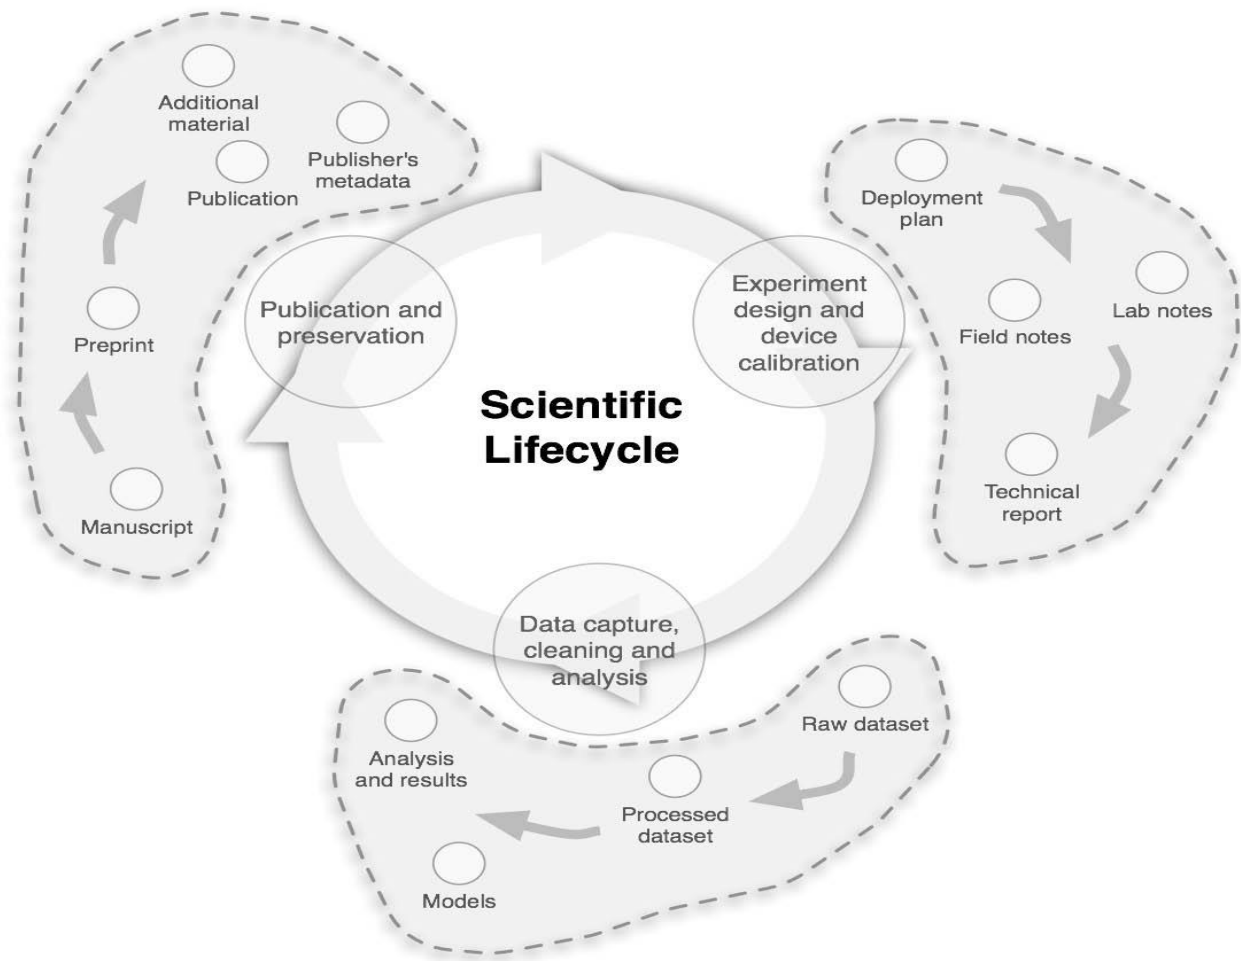 Additional
material
Publisher's
metadata
Publication
Preprint
Manuscript
Publication and
preservation
Scientific
Lifecycle
Experiment
design and
device
calibration
Deployment
plan
Field notes
Lab notes
Technical
report
Data capture,
cleaning and
analysis
Raw dataset
Processed
dataset
Analysis
and results
Models